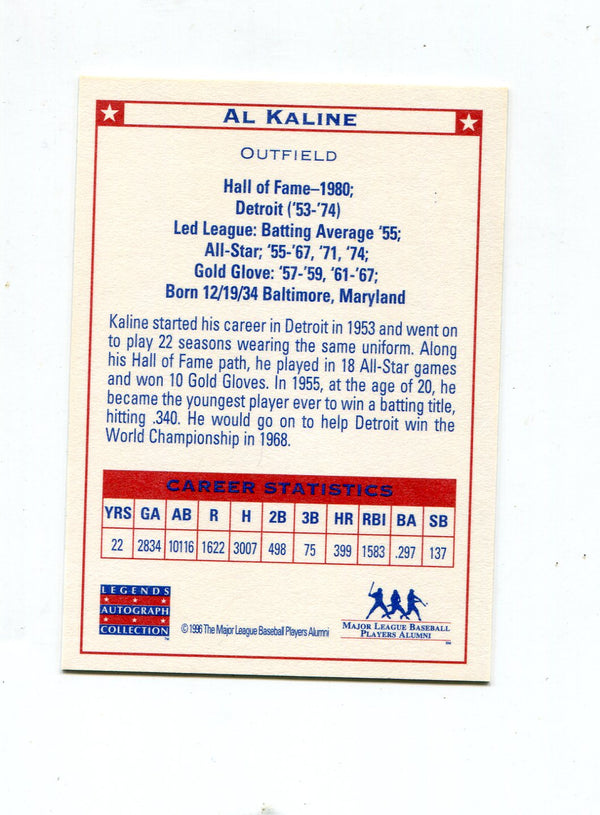 AL KALINE
OUTFIELD
Hall of Fame–1980;
Detroit ('53-'74)
Led League: Batting Average '55;
All-Star; '55-'67, '71, '74;
Gold Glove: '57-'59, '61-'67;
Born 12/19/34 Baltimore, Maryland
Kaline started his career in Detroit in 1953 and went on
to play 22 seasons wearing the same uniform. Along
his Hall of Fame path, he played in 18 All-Star games
and won 10 Gold Gloves. In 1955, at the age of 20, he
became the youngest player ever to win a batting title,
hitting .340. He would go on to help Detroit win the
World Championship in 1968.
CAREER STATISTICS
YRS GA AB R H 2B 3B HR RBI BA SB
22 2834 10116 1622 3007 498 75 399 1583 .297 137
LEGENDS
AUTOGRAPH
COLLECTION™
©1996 The Major League Baseball Players Alumni
MAJOR LEAGUE BASEBALL
PLAYERS ALUMNI